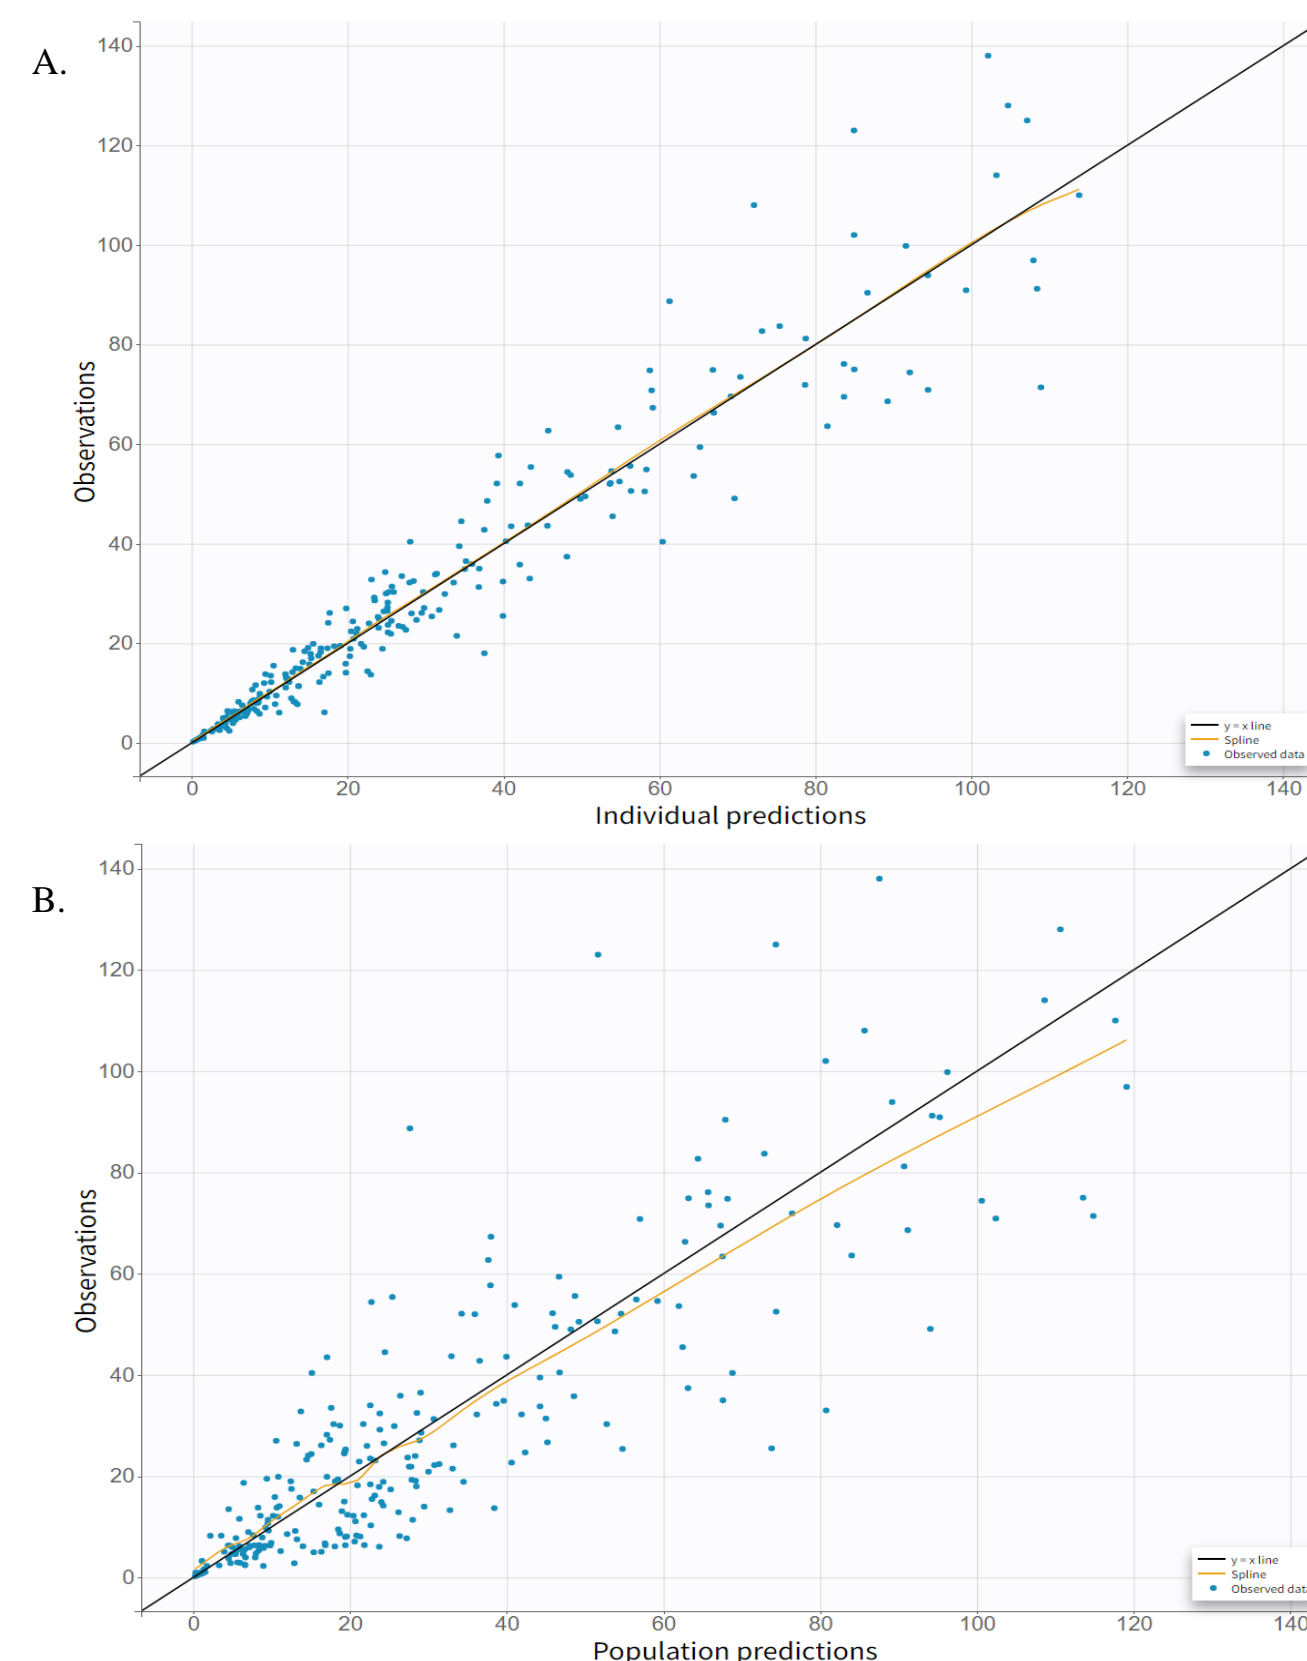 A.
140
120
100
80
60
40
20
0
Observations
y = x line
Spline
Observed data
0 20 40 60 80 100 120 140
Individual predictions
B.
140
120
100
80
60
40
20
0
Observations
y = x line
Spline
Observed data
0 20 40 60 80 100 120 140
Population predictions